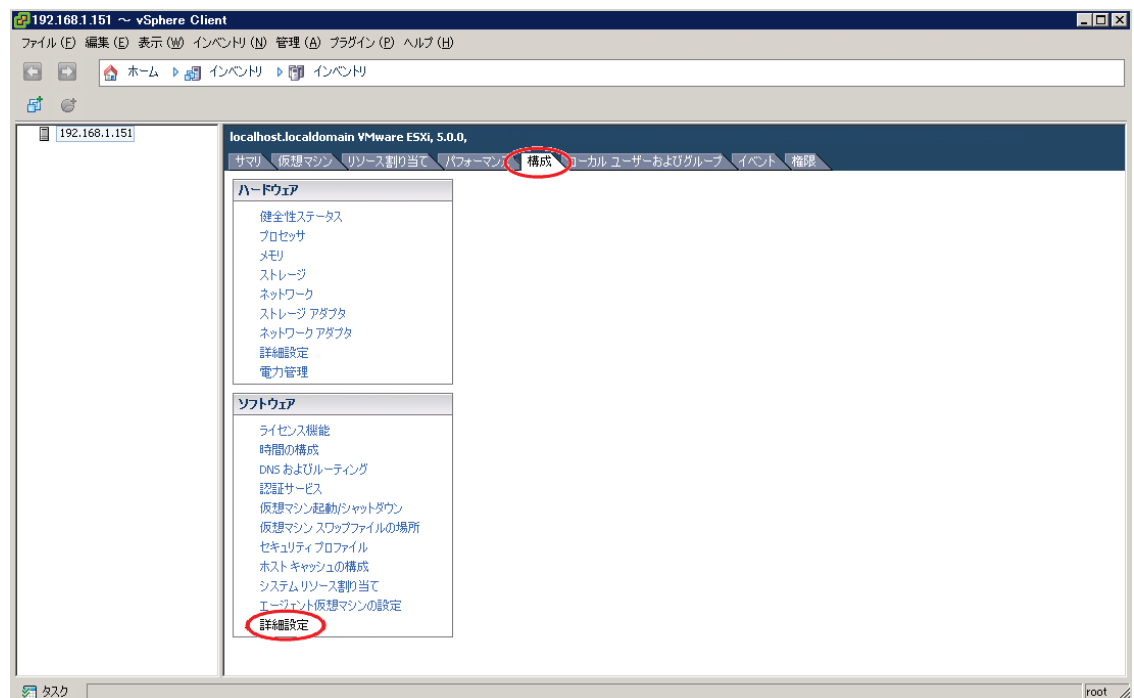 192.168.1.151 ～ vSphere Client
ファイル (F) 編集 (E) 表示 (W) インベントリ (N) 管理 (A) プラグイン (P) ヘルプ (H)
ホーム インベントリ インベントリ
192.168.1.151
localhost.localdomain VMware ESXi, 5.0.0,
サマリ 仮想マシン リソース割り当て パフォーマンス 構成 ローカル ユーザーおよびグループ イベント 権限
ハードウェア
健全性ステータス
プロセッサ
メモリ
ストレージ
ネットワーク
ストレージ アダプタ
ネットワーク アダプタ
詳細設定
電力管理
ソフトウェア
ライセンス機能
時間の構成
DNS およびルーティング
認証サービス
仮想マシン起動/シャットダウン
仮想マシン スワップファイルの場所
セキュリティ プロファイル
ホスト キャッシュの構成
システム リソース割り当て
エージェント仮想マシンの設定
詳細設定
タスク root